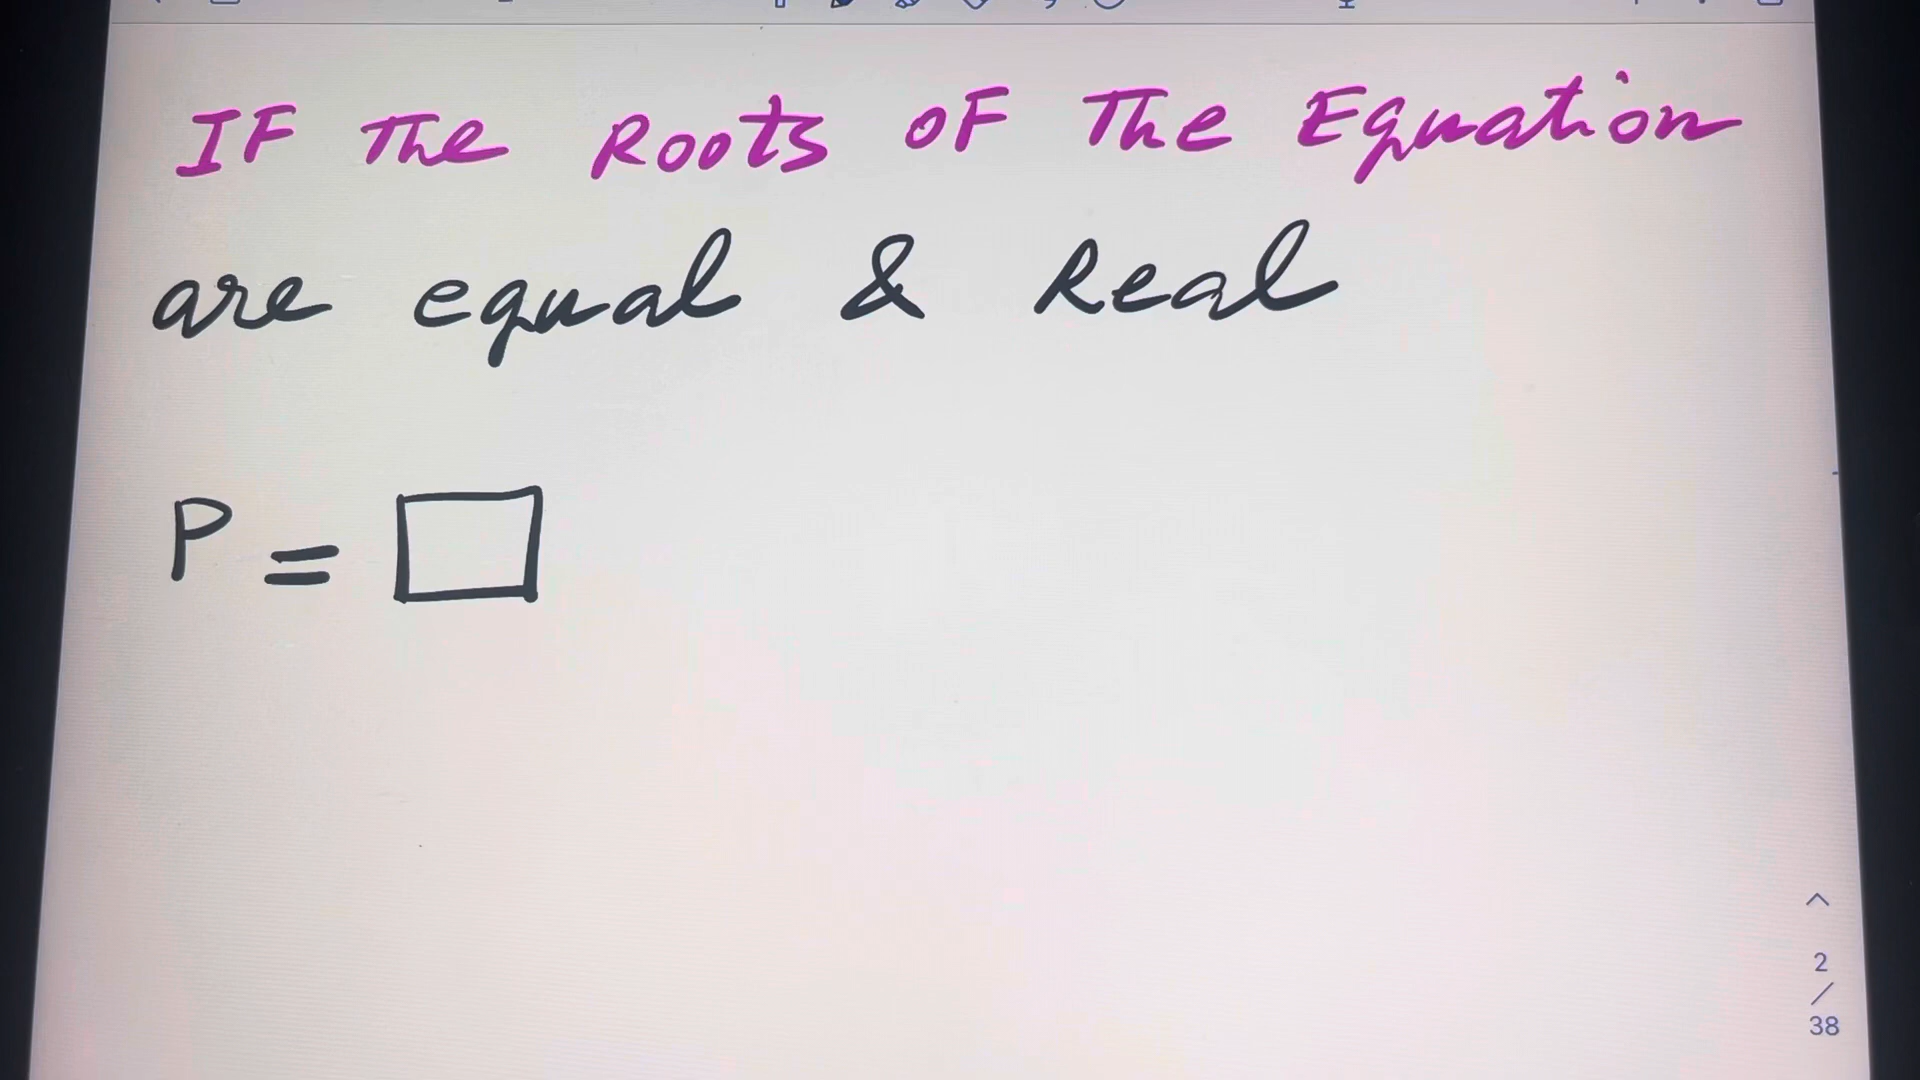 IF The Roots OF The Equation
are equal & Real
P = □
2
/
38